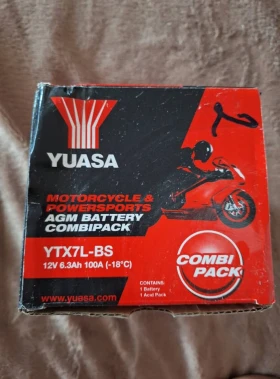 YUASA
MOTORCYCLE &
POWERSPORTS
AGM BATTERY
COMBIPACK
YTX7L-BS
12V 6.3Ah 100A (-18°C)
COMBI
PACK
CONTAINS:
1 Battery
1 Acid Pack
www.yuasa.com